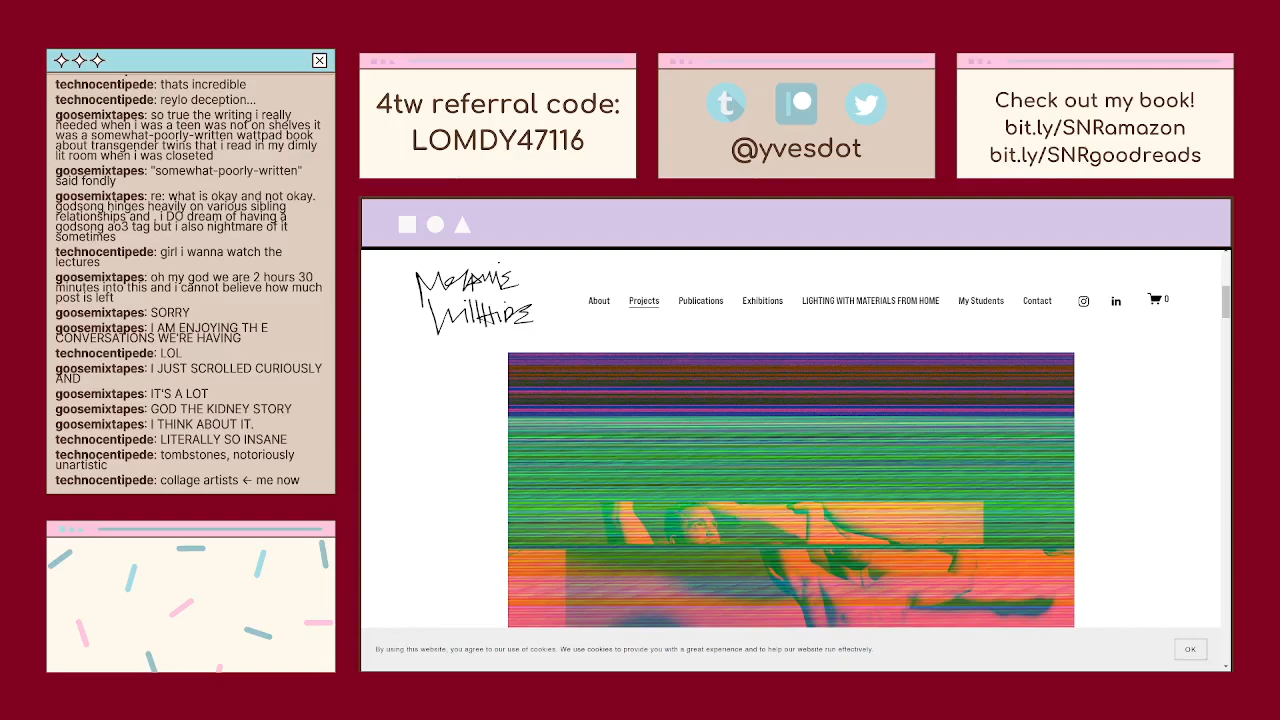 technocentipede: thats incredible
technocentipede: reylo deception...
goosemixtapes: so true the writing i really
needed when i was a teen was not on shelves it
was a somewhat-poorly-written wattpad book
about transgender twins that i read in my dimly
lit room when i was closeted
goosemixtapes: "somewhat-poorly-written"
said fondly
goosemixtapes: re: what is okay and not okay.
godsong hinges heavily on various sibling
relationships and , i DO dream of having a
godsong ao3 tag but i also nightmare of it
sometimes
technocentipede: girl i wanna watch the
lectures
goosemixtapes: oh my god we are 2 hours 30
minutes into this and i cannot believe how much
post is left
goosemixtapes: SORRY
goosemixtapes: I AM ENJOYING TH E
CONVERSATIONS WE'RE HAVING
technocentipede: LOL
goosemixtapes: I JUST SCROLLED CURIOUSLY
AND
goosemixtapes: IT'S A LOT
goosemixtapes: GOD THE KIDNEY STORY
goosemixtapes: I THINK ABOUT IT.
technocentipede: LITERALLY SO INSANE
technocentipede: tombstones, notoriously
unartistic
technocentipede: collage artists ← me now
4tw referral code:
LOMDY47116
@yvesdot
Check out my book!
bit.ly/SNRamazon
bit.ly/SNRgoodreads
Melanie
Willhide
About Projects Publications Exhibitions LIGHTING WITH MATERIALS FROM HOME My Students Contact 0
By using this website, you agree to our use of cookies. We use cookies to provide you with a great experience and to help our website run effectively.
OK